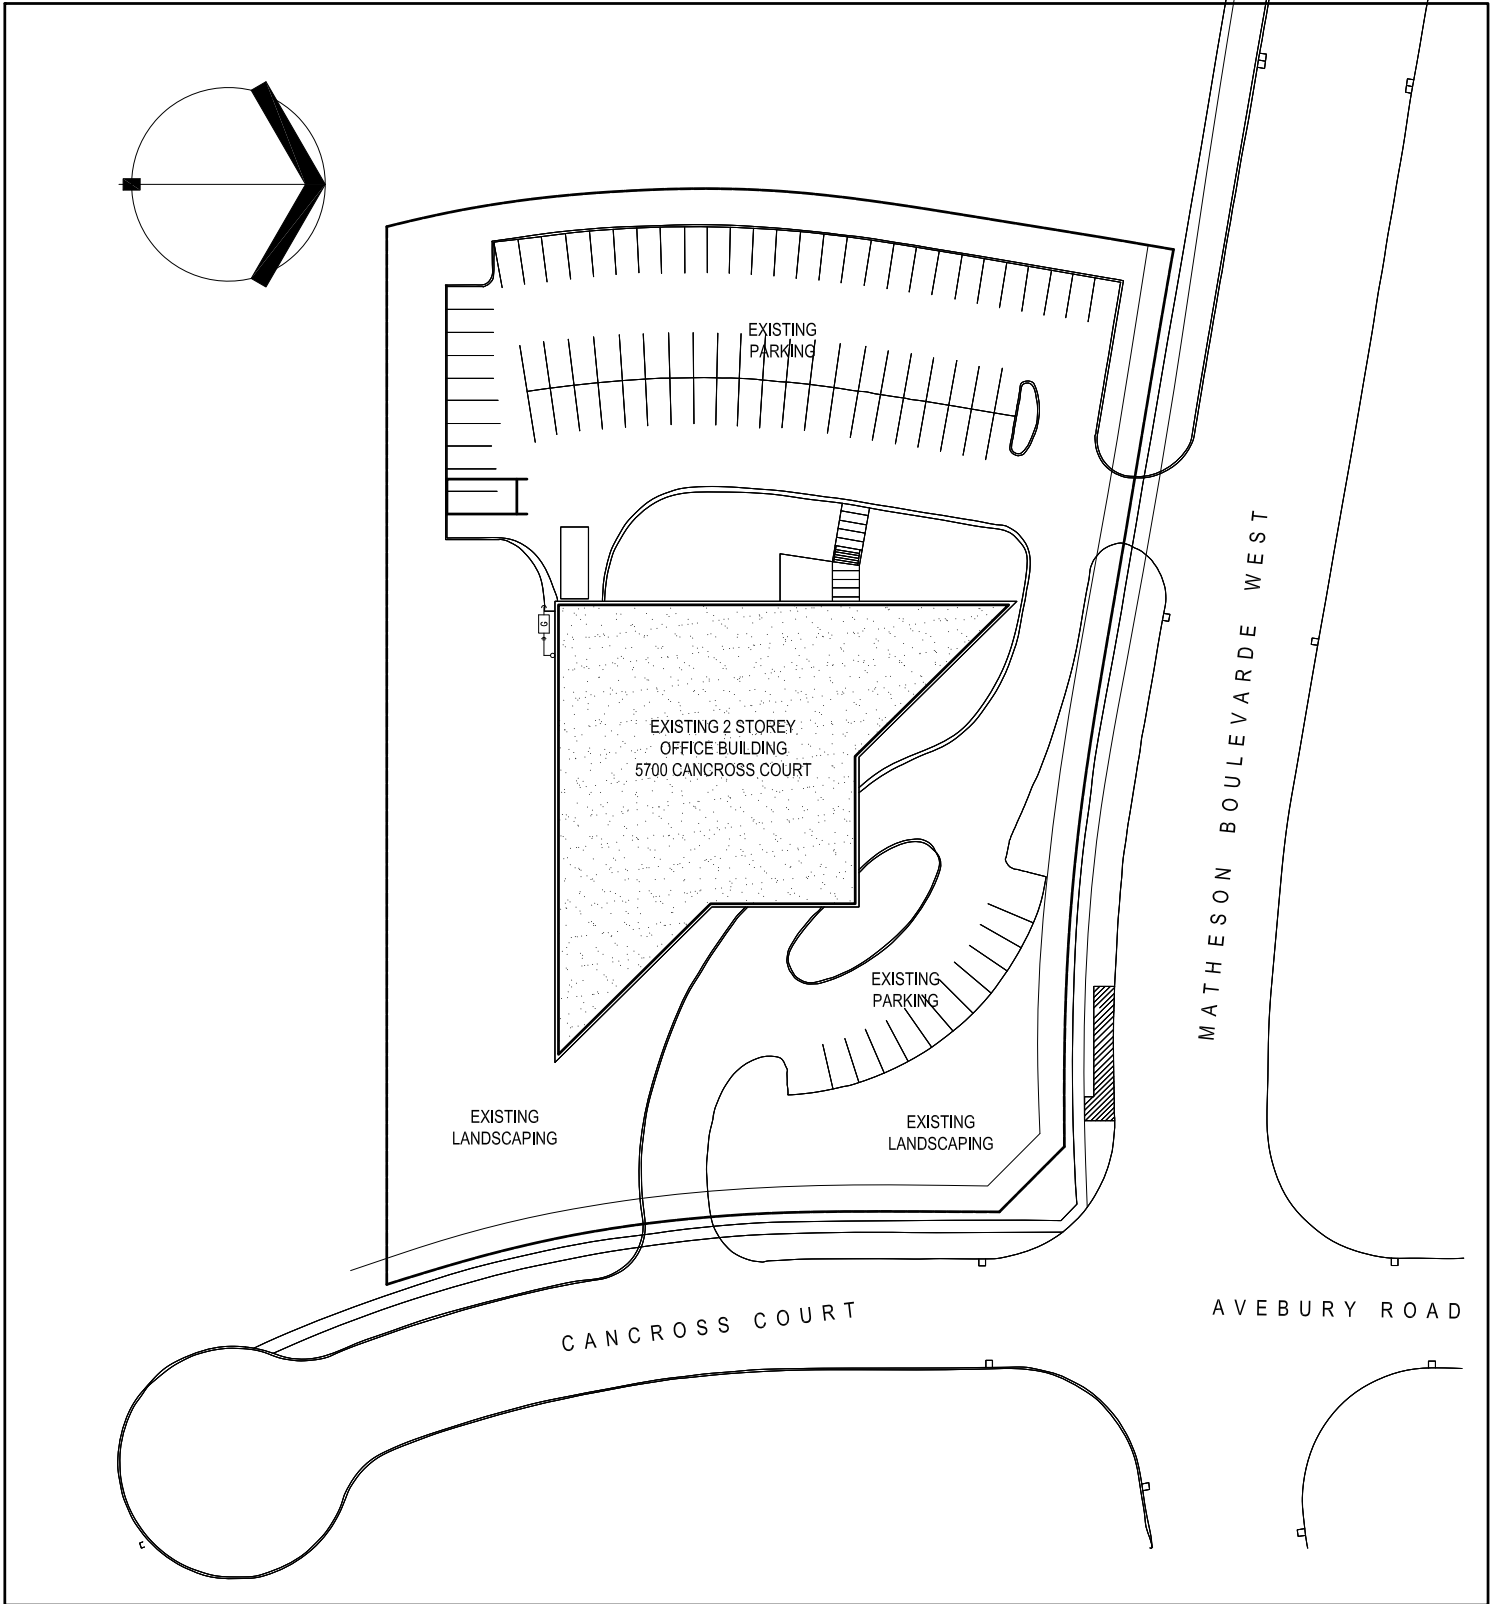 EXISTING
PARKING
MATHESON BOULEVARDE WEST
G
EXISTING 2 STOREY
OFFICE BUILDING
5700 CANCROSS COURT
EXISTING
PARKING
EXISTING
LANDSCAPING
EXISTING
LANDSCAPING
CANCROSS COURT
AVEBURY ROAD